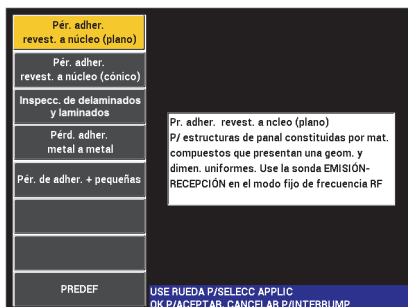 Pér. adher.
revest. a núcleo (plano)
Pér. adher.
revest. a núcleo (cónico)
Inspecc. de delaminados
y laminados
Pérd. adher.
metal a metal
Pér. de adher. + pequeñas
PREDEF
Pr. adher. revest. a ncleo (plano)
P/ estructuras de panal constituidas por mat.
compuestos que presentan una geom. y
dimen. uniformes. Use la sonda EMISIÓN-
RECEPCIÓN en el modo fijo de frecuencia RF
USE RUEDA P/SELECC APPLIC
OK P/ACEPTAR, CANCELAR P/INTERRUMP